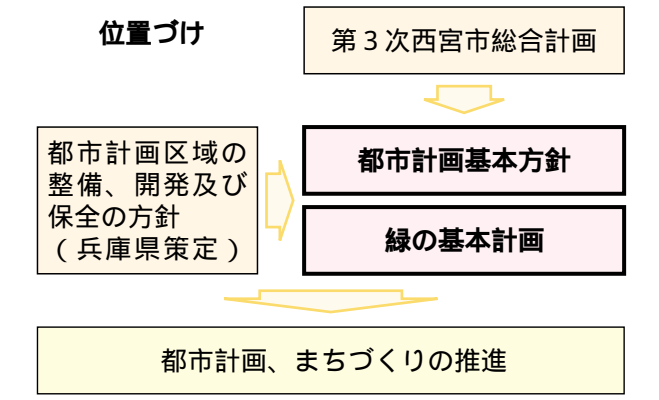 位置づけ
第3次西宮市総合計画
都市計画区域の
整備、開発及び
保全の方針
(兵庫県策定)
都市計画基本方針
緑の基本計画
都市計画、まちづくりの推進